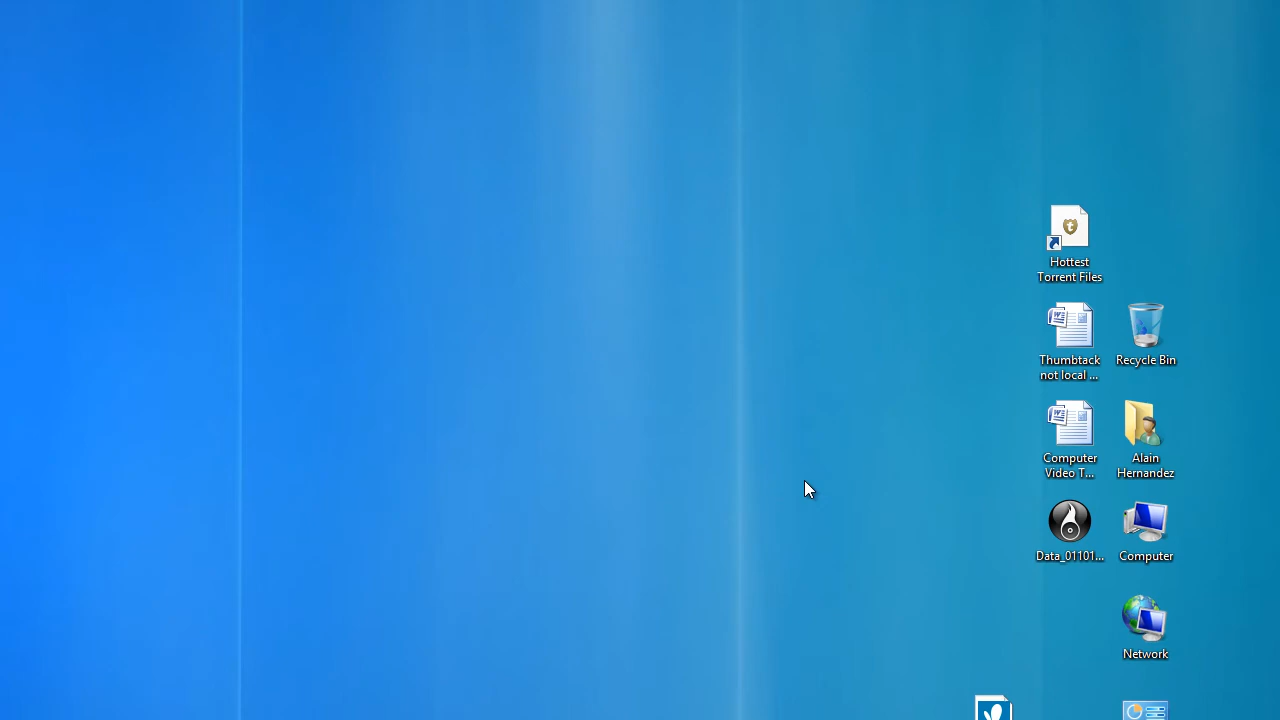 Hottest
Torrent Files
Thumbtack
not local ...
Recycle Bin
Computer
Video T...
Alain
Hernandez
Data_01101...
Computer
Network